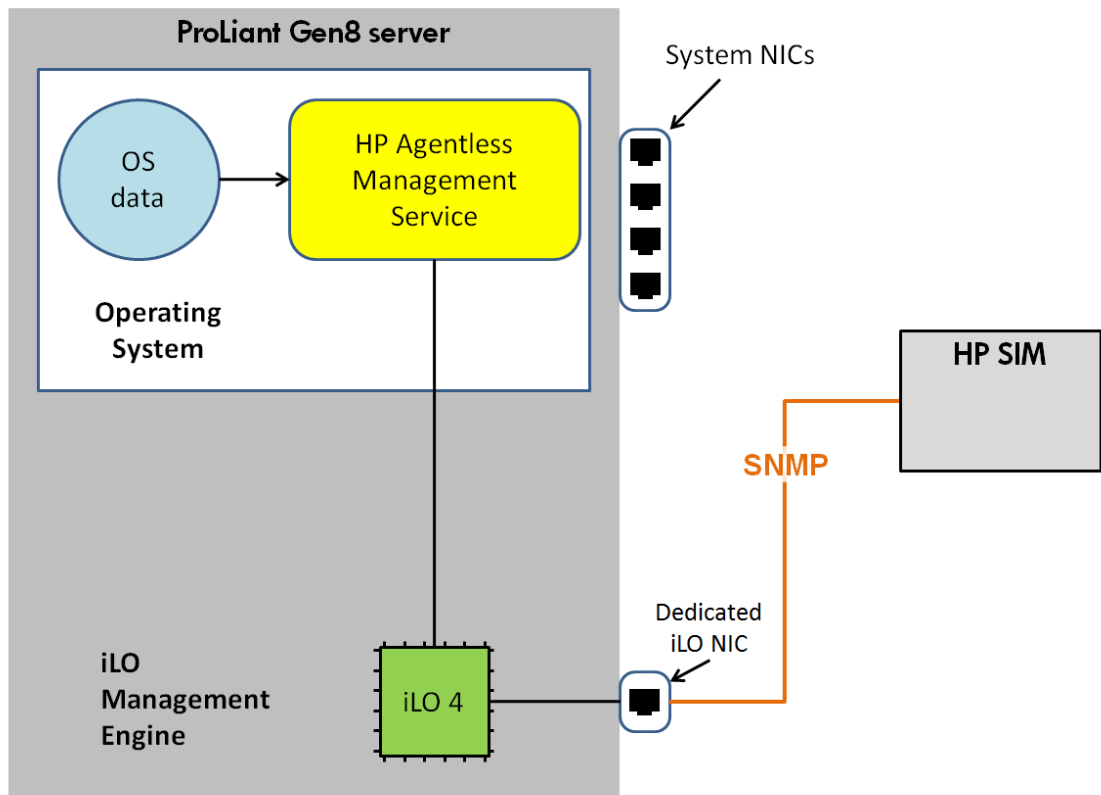 ProLiant Gen8 server
System NICs
OS
data
HP Agentless
Management
Service
Operating
System
HP SIM
SNMP
Dedicated
iLO NIC
iLO
Management
Engine
iLO 4